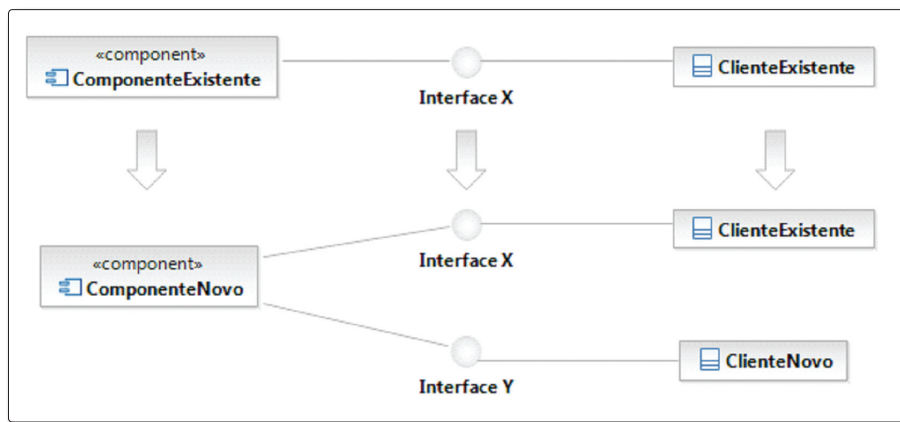 «component»
ComponenteExistente
Interface X
ClienteExistente
«component»
ComponenteNovo
Interface X
ClienteExistente
Interface Y
ClienteNovo